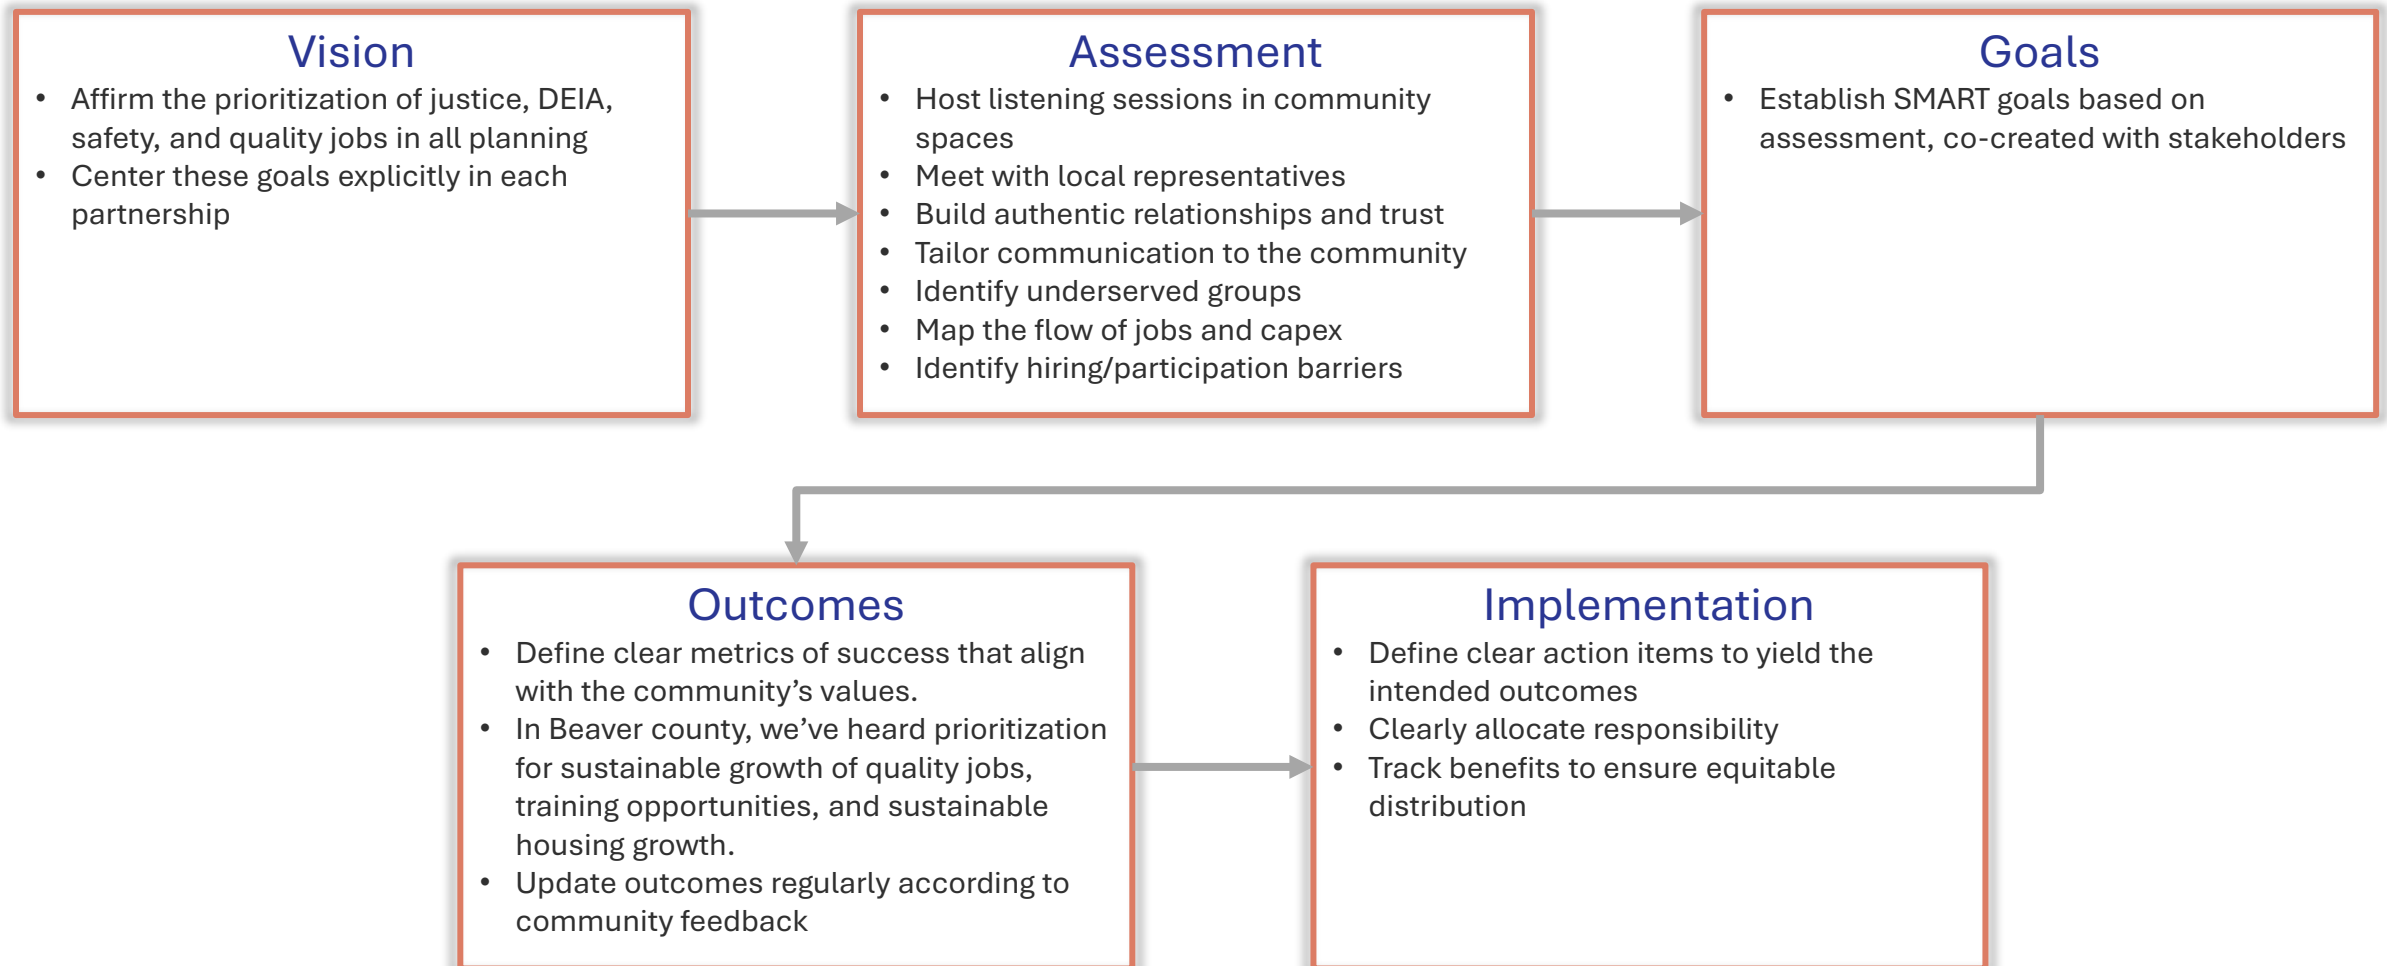 Vision
• Affirm the prioritization of justice, DEIA,
safety, and quality jobs in all planning
• Center these goals explicitly in each
partnership
Assessment
• Host listening sessions in community
spaces
• Meet with local representatives
• Build authentic relationships and trust
• Tailor communication to the community
• Identify underserved groups
• Map the flow of jobs and capex
• Identify hiring/participation barriers
Goals
• Establish SMART goals based on
assessment, co-created with stakeholders
Outcomes
• Define clear metrics of success that align
with the community’s values.
• In Beaver county, we’ve heard prioritization
for sustainable growth of quality jobs,
training opportunities, and sustainable
housing growth.
• Update outcomes regularly according to
community feedback
Implementation
• Define clear action items to yield the
intended outcomes
• Clearly allocate responsibility
• Track benefits to ensure equitable
distribution